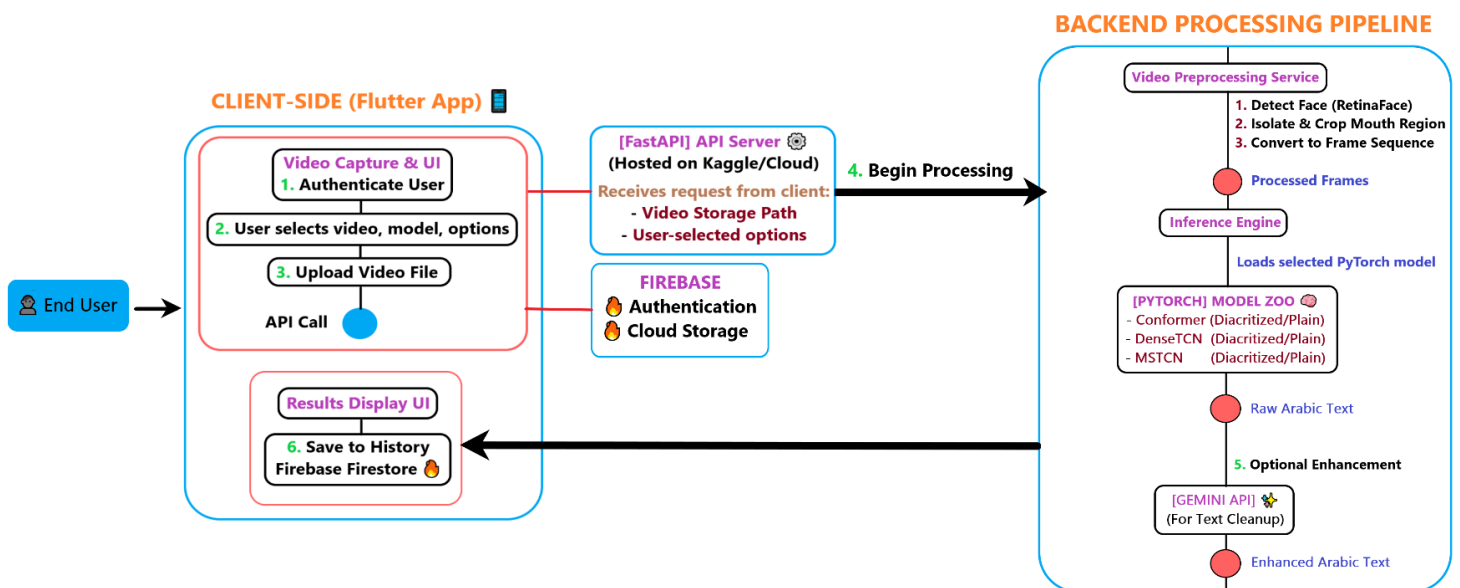 BACKEND PROCESSING PIPELINE
CLIENT-SIDE (Flutter App)
End User
Video Capture & UI
1. Authenticate User
2. User selects video, model, options
3. Upload Video File
API Call
Results Display UI
6. Save to History
Firebase Firestore
[FastAPI] API Server
(Hosted on Kaggle/Cloud)
Receives request from client:
- Video Storage Path
- User-selected options
FIREBASE
Authentication
Cloud Storage
4. Begin Processing
Video Preprocessing Service
1. Detect Face (RetinaFace)
2. Isolate & Crop Mouth Region
3. Convert to Frame Sequence
Processed Frames
Inference Engine
Loads selected PyTorch model
[PYTORCH] MODEL ZOO
- Conformer (Diacritized/Plain)
- DenseTCN (Diacritized/Plain)
- MSTCN (Diacritized/Plain)
Raw Arabic Text
5. Optional Enhancement
[GEMINI API]
(For Text Cleanup)
Enhanced Arabic Text